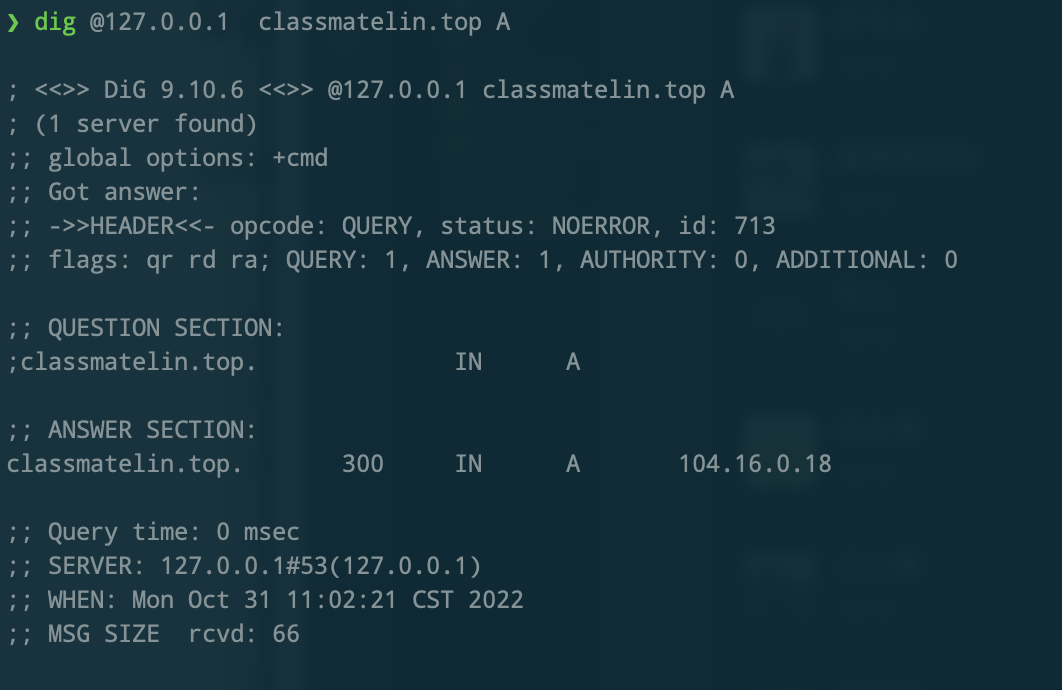 ❯ dig @127.0.0.1  classmatelin.top A
; <<>> DiG 9.10.6 <<>> @127.0.0.1 classmatelin.top A
; (1 server found)
;; global options: +cmd
;; Got answer:
;; ->>HEADER<<- opcode: QUERY, status: NOERROR, id: 713
;; flags: qr rd ra; QUERY: 1, ANSWER: 1, AUTHORITY: 0, ADDITIONAL: 0
;; QUESTION SECTION:
;classmatelin.top.              IN      A
;; ANSWER SECTION:
classmatelin.top.       300     IN      A       104.16.0.18
;; Query time: 0 msec
;; SERVER: 127.0.0.1#53(127.0.0.1)
;; WHEN: Mon Oct 31 11:02:21 CST 2022
;; MSG SIZE  rcvd: 66